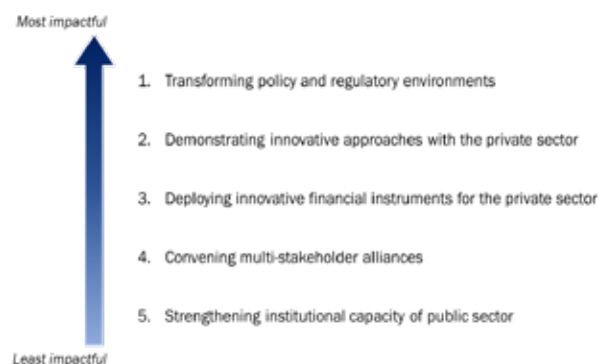 Most impactful
1. Transforming policy and regulatory environments
2. Demonstrating innovative approaches with the private sector
3. Deploying innovative financial instruments for the private sector
4. Convening multi-stakeholder alliances
5. Strengthening institutional capacity of public sector
Least impactful